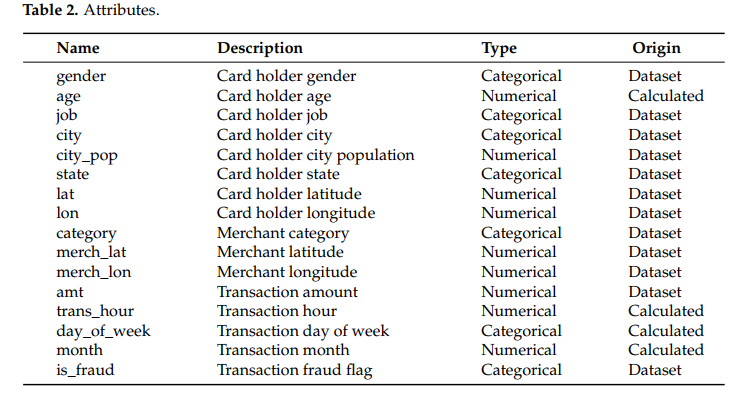 Table 2. Attributes.
Name Description Type Origin
gender Card holder gender Categorical Dataset
age Card holder age Numerical Calculated
job Card holder job Categorical Dataset
city Card holder city Categorical Dataset
city_pop Card holder city population Numerical Dataset
state Card holder state Categorical Dataset
lat Card holder latitude Numerical Dataset
lon Card holder longitude Numerical Dataset
category Merchant category Categorical Dataset
merch_lat Merchant latitude Numerical Dataset
merch_lon Merchant longitude Numerical Dataset
amt Transaction amount Numerical Dataset
trans_hour Transaction hour Numerical Calculated
day_of_week Transaction day of week Categorical Calculated
month Transaction month Numerical Calculated
is_fraud Transaction fraud flag Categorical Dataset